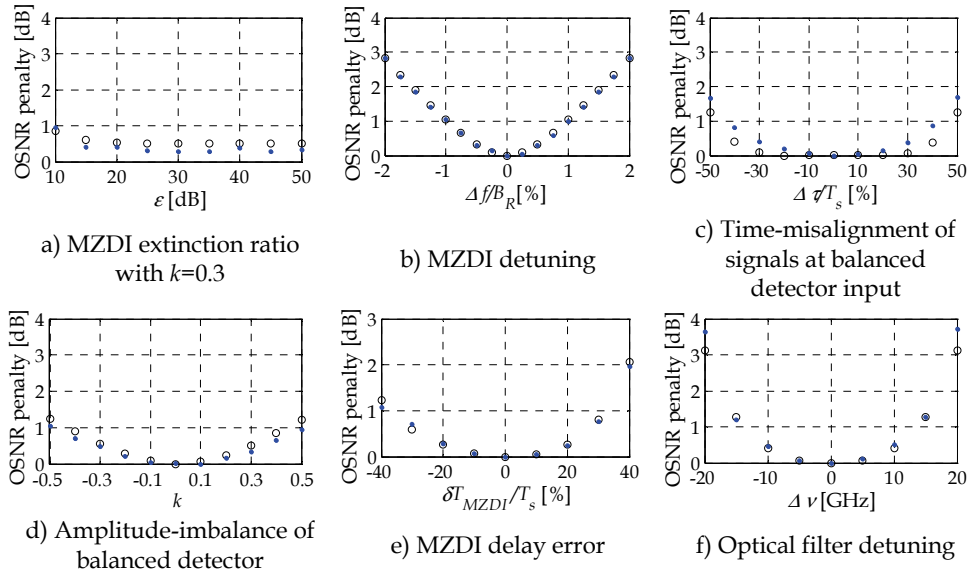 OSNR penalty [dB]
4
3
2
1
0
10 20 30 40 50
ε [dB]
a) MZDI extinction ratio
with k=0.3
OSNR penalty [dB]
4
3
2
1
0
-2 -1 0 1 2
Δf/B_R[%]
b) MZDI detuning
OSNR penalty [dB]
4
3
2
1
0
-50 -30 -10 10 30 50
Δτ/T_s [%]
c) Time-misalignment of
signals at balanced
detector input
OSNR penalty [dB]
4
3
2
1
0
-0.5 -0.3 -0.1 0.1 0.3 0.5
k
d) Amplitude-imbalance of
balanced detector
OSNR penalty [dB]
3
2
1
0
-40 -20 0 20 40
δT_MZDI/T_s [%]
e) MZDI delay error
OSNR penalty [dB]
4
3
2
1
0
-20 -10 0 10 20
Δν[GHz]
f) Optical filter detuning